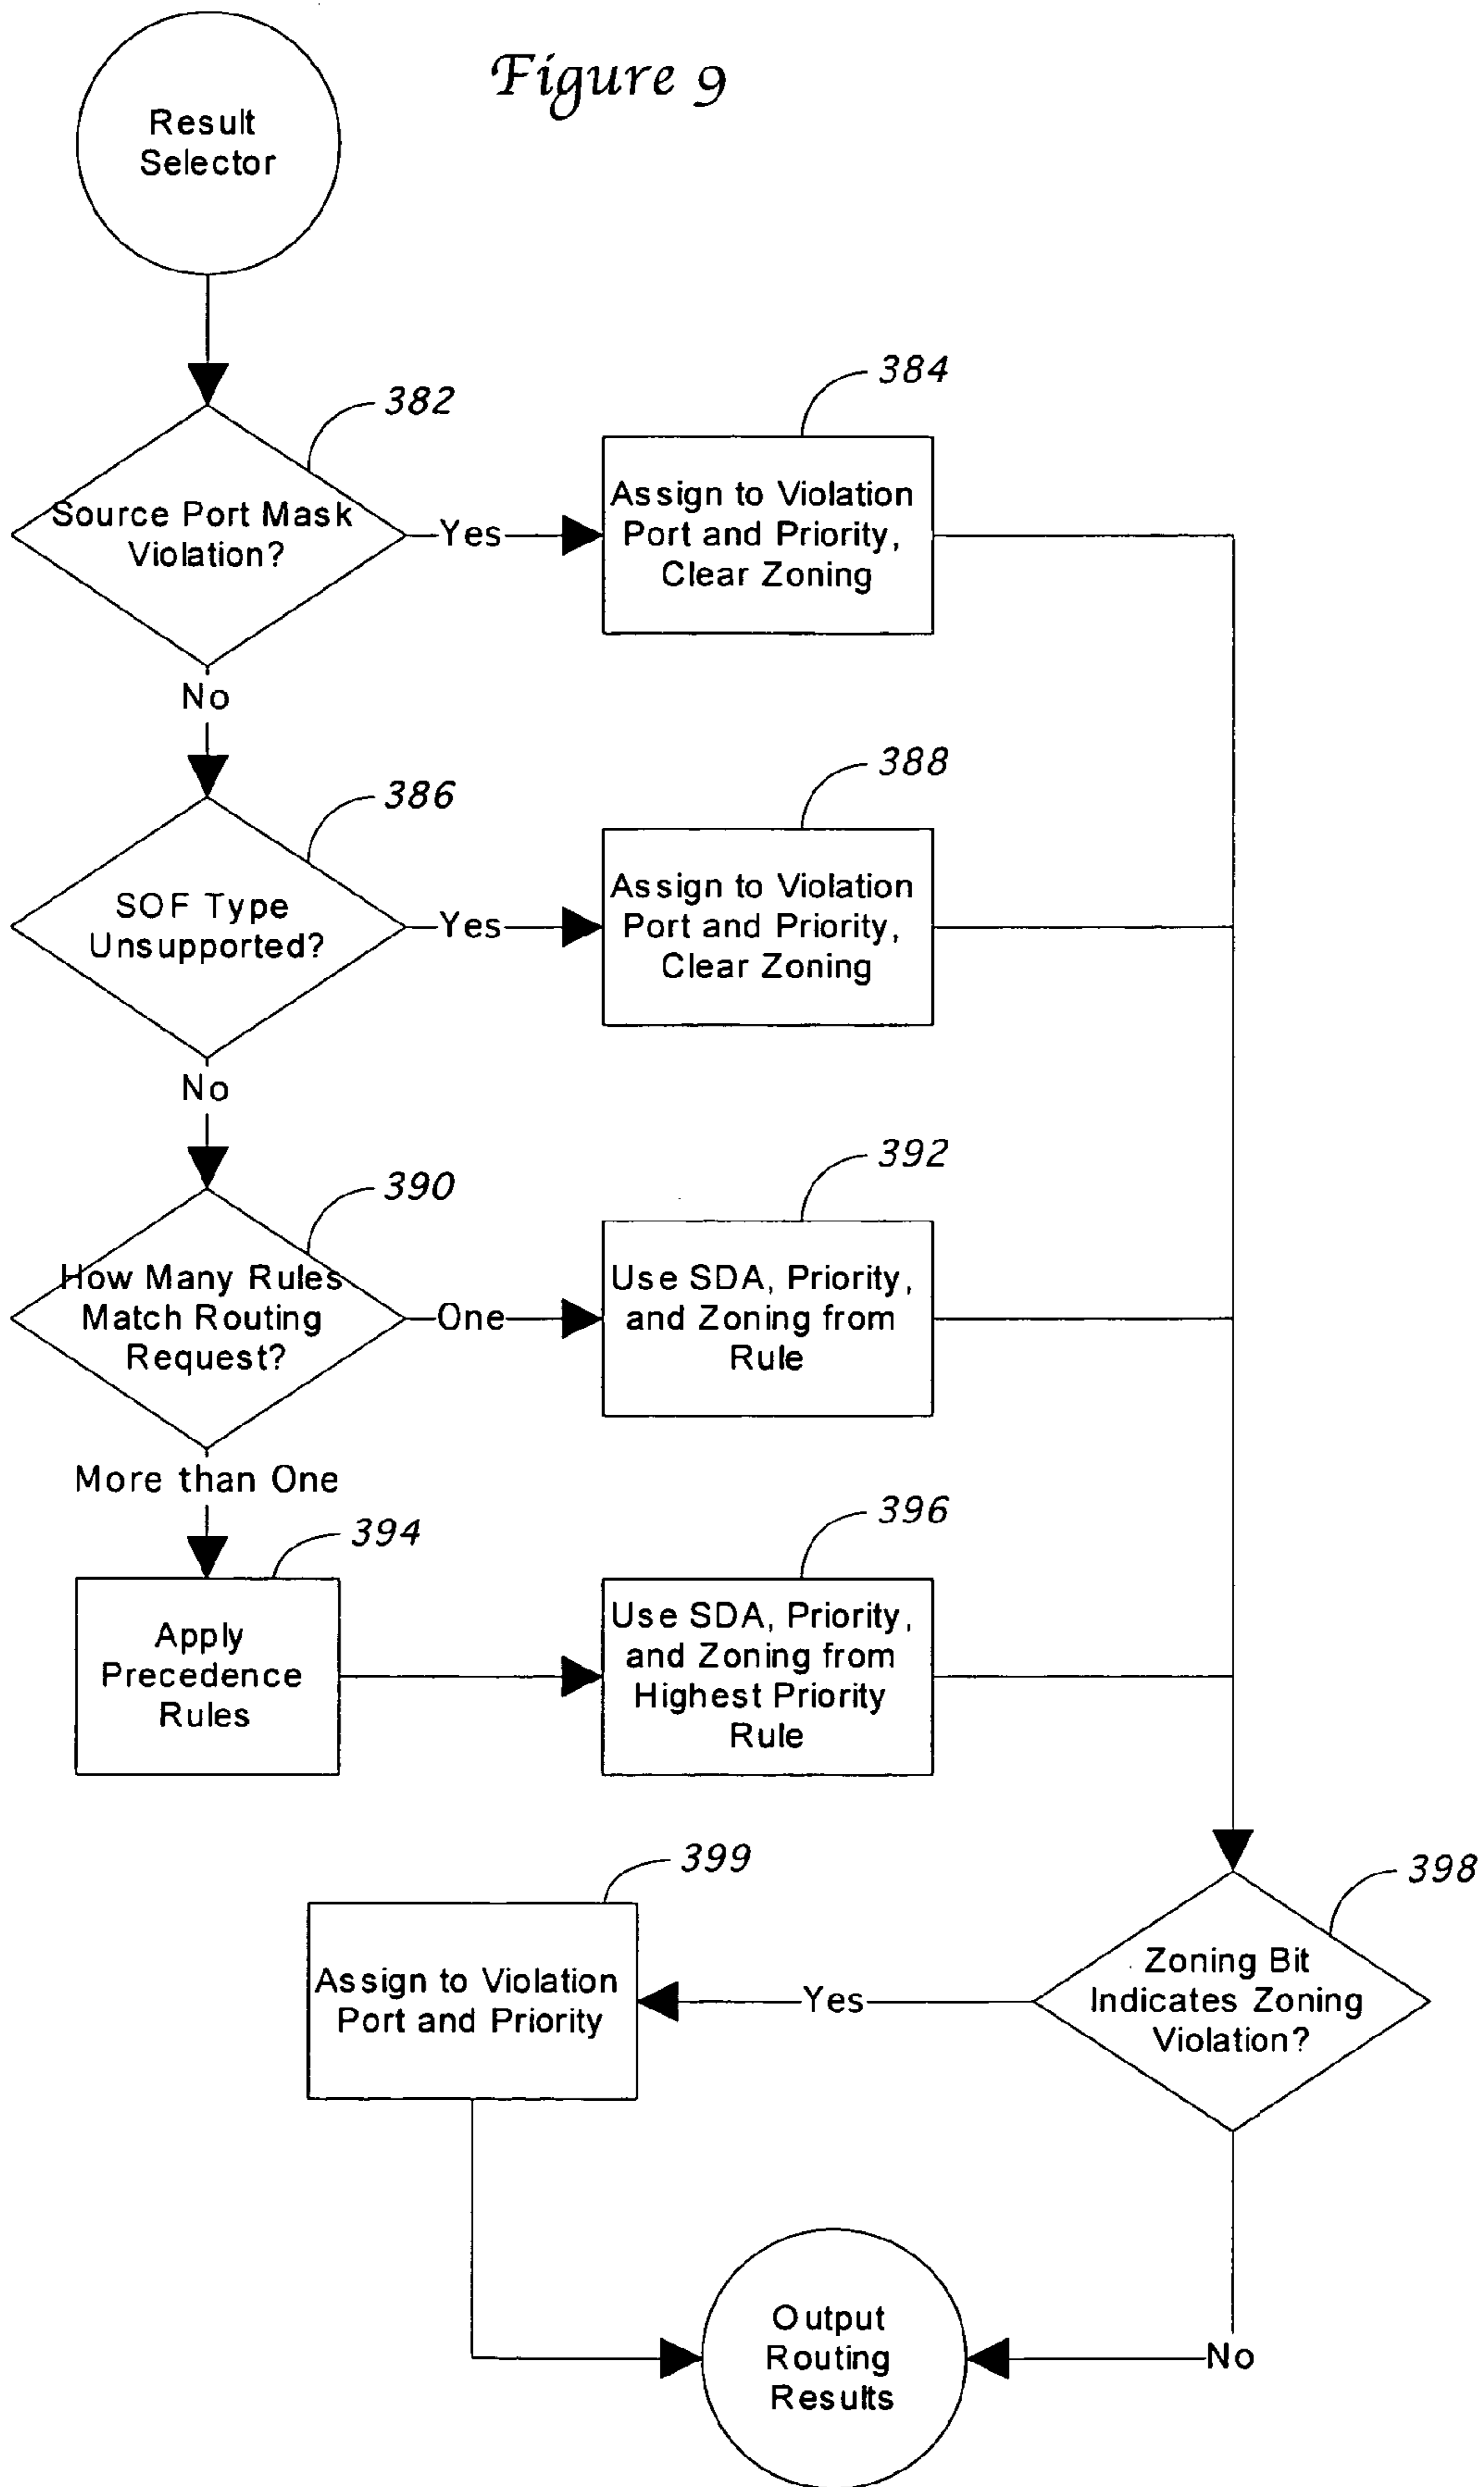 Figure 9
Result
Selector
382
384
Source Port Mask
Violation?
Yes
Assign to Violation
Port and Priority,
Clear Zoning
No
386
388
SOF Type
Unsupported?
Yes
Assign to Violation
Port and Priority,
Clear Zoning
No
390
392
How Many Rules
Match Routing
Request?
One
Use SDA, Priority,
and Zoning from
Rule
More than One
394
396
Apply
Precedence
Rules
Use SDA, Priority,
and Zoning from
Highest Priority
Rule
399
398
Assign to Violation
Port and Priority
Yes
Zoning Bit
Indicates Zoning
Violation?
Output
Routing
Results
No